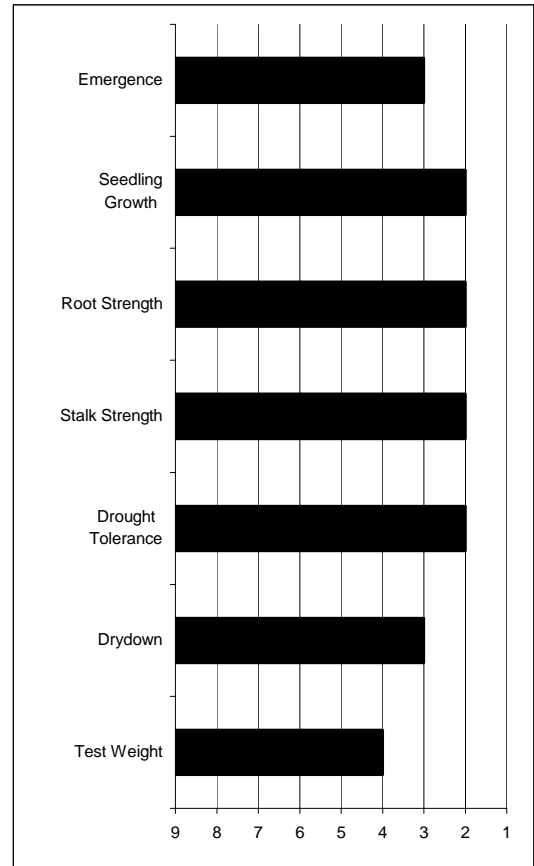 Emergence
Seedling
Growth
Root Strength
Stalk Strength
Drought
Tolerance
Drydown
Test Weight
9 8 7 6 5 4 3 2 1